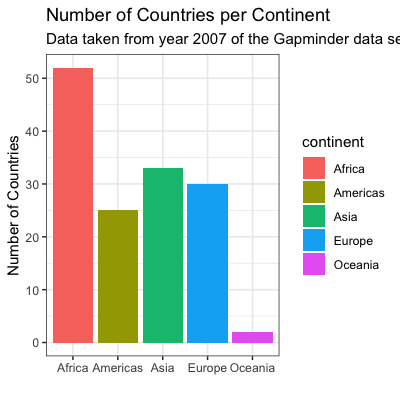 Number of Countries per Continent
Data taken from year 2007 of the Gapminder data se
Number of Countries
50
40
30
20
10
0
Africa Americas Asia Europe Oceania
continent
Africa
Americas
Asia
Europe
Oceania